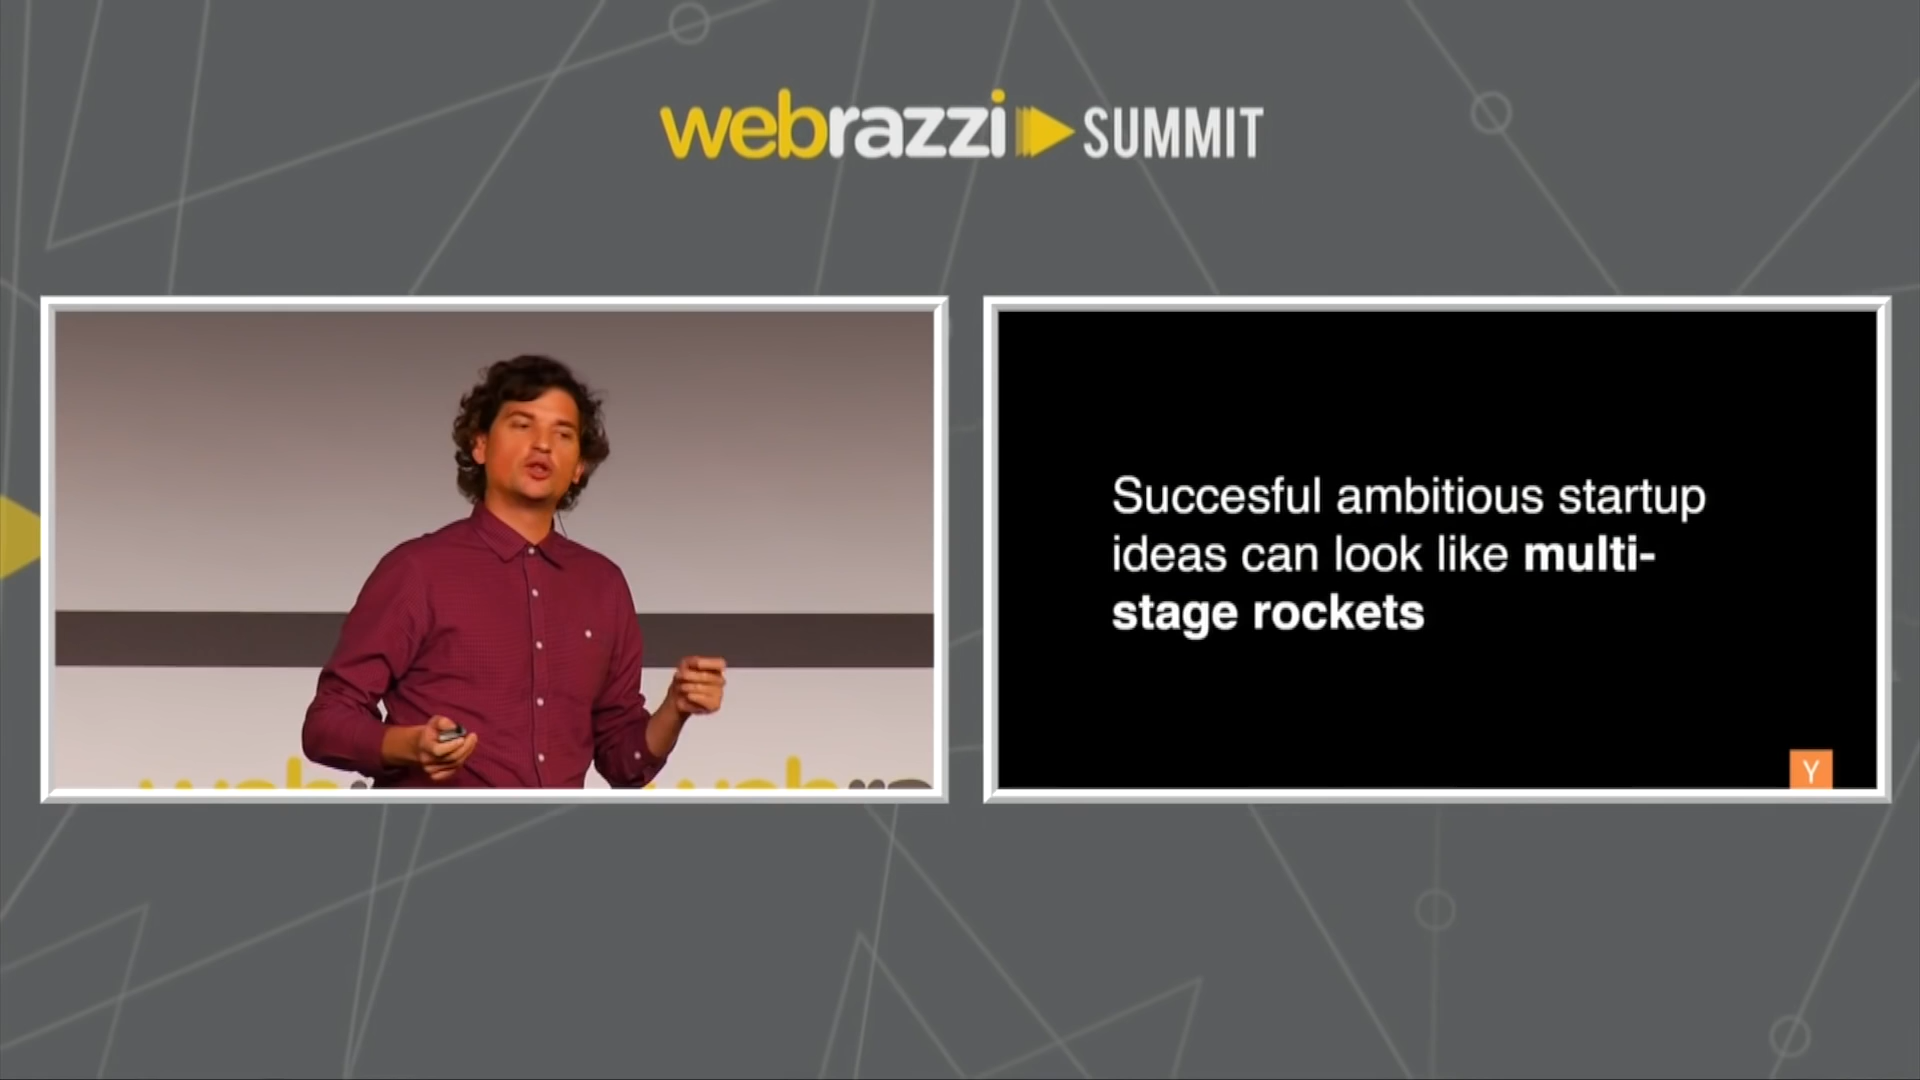 webrazzi SUMMIT
Succesful ambitious startup
ideas can look like multi-
stage rockets
Y